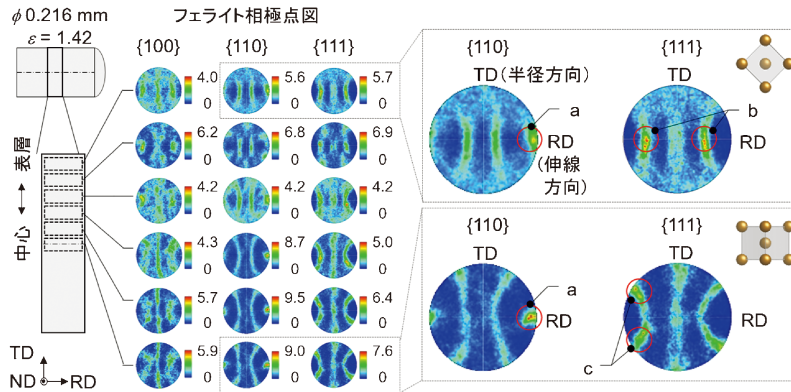 ϕ 0.216 mm
ε = 1.42
フェライト相極点図
{100} {110} {111}
表層
中心
4.0 5.6 5.7
0 0 0
6.2 6.8 6.9
0 0 0
4.2 4.2 4.2
0 0 0
4.3 8.7 5.0
0 0 0
5.7 9.5 6.4
0 0 0
5.9 9.0 7.6
0 0 0
TD
ND RD
{110} {111}
TD(半径方向) TD
a b
RD RD
(伸線
方向)
{110} {111}
TD TD
a
RD RD
c